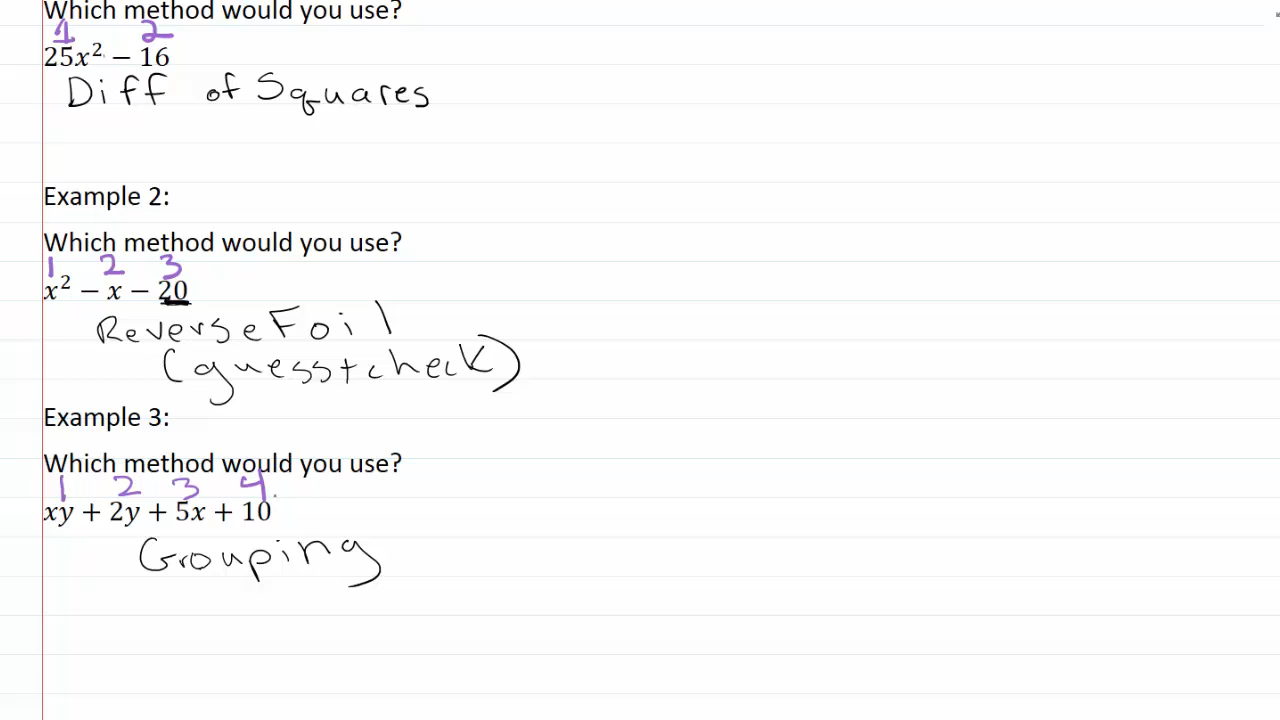 Which method would you use?
1 2
25x² − 16
Diff of Squares
Example 2:
Which method would you use?
1 2 3
x² − x − 20
Reverse Foil
(guess+check)
Example 3:
Which method would you use?
1 2 3 4
xy + 2y + 5x + 10
Grouping